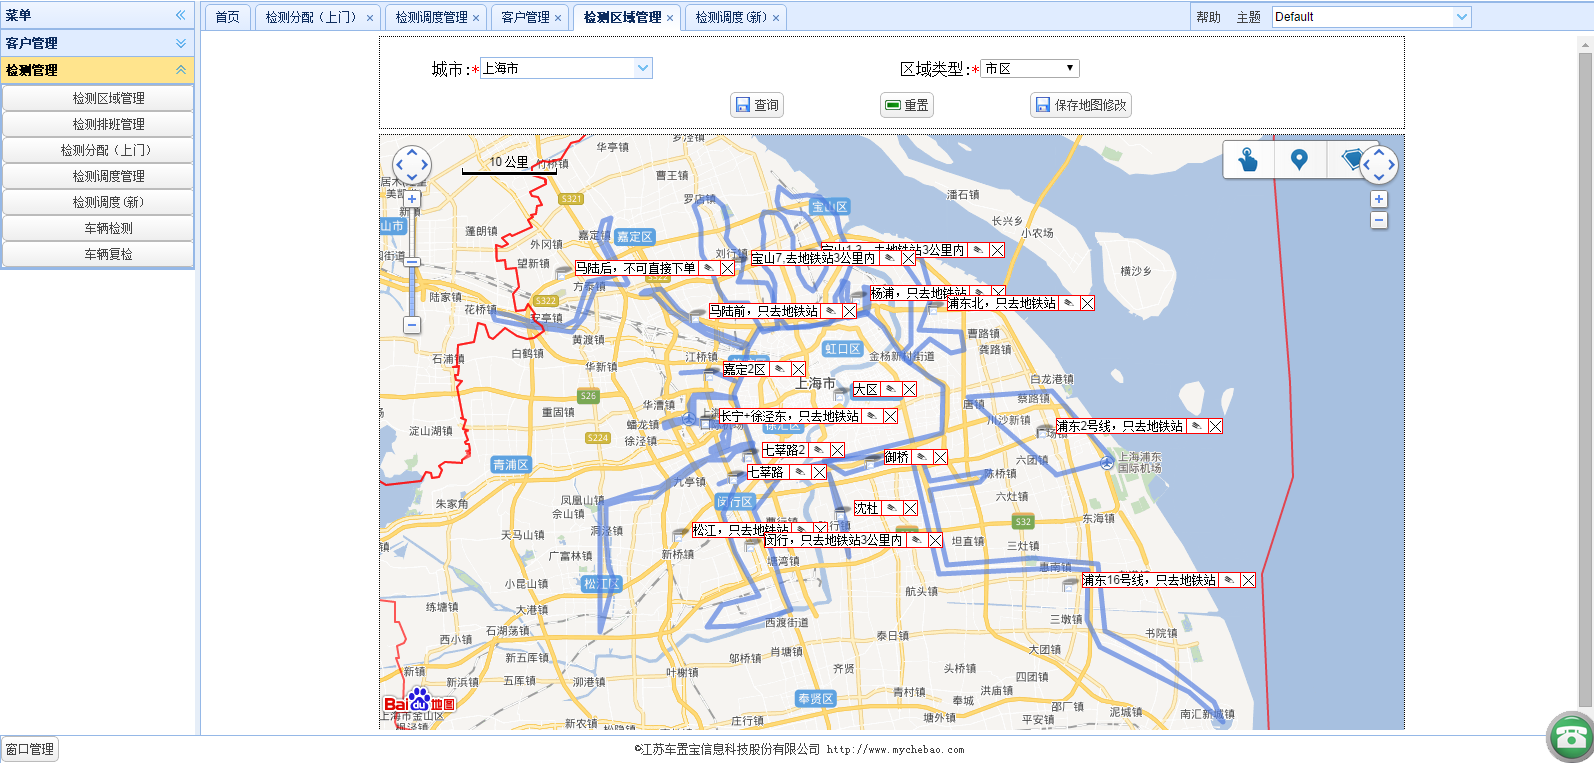 菜单
客户管理
检测管理
检测区域管理
检测排班管理
检测分配（上门）
检测调度管理
检测调度(新)
车辆检测
车辆复检
首页
检测分配（上门）
检测调度管理
客户管理
检测区域管理
检测调度(新)
帮助
主题
Default
城市:*
上海市
区域类型:*
市区
查询
重置
保存地图修改
10 公里
罗泾镇
华亭镇
曹王镇
S321
罗店镇
宝山区
潘石镇
长兴乡
小农场
横沙乡
蓬朗镇
外冈镇
嘉定镇
嘉定区
望新镇
刘行镇
宝山7,去地铁站3公里内
马陆后，不可直接下单
方泰镇
陆家镇
花桥镇
S322
安亭镇
杨浦，只去地铁站
浦东北，只去地铁站
马陆前，只去地铁站
黄渡镇
曹路镇
龚路镇
白鹤镇
石浦镇
江桥镇
虹口区
金杨新村街道
华新镇
嘉定2区
上海市
大区
白龙港镇
S26
重固镇
华漕镇
蟠龙镇
徐泾镇
长宁+徐泾东，只去地铁站
唐镇
蔡路镇
川沙新镇
浦东2号线，只去地铁站
淀山湖镇
S224
青浦区
七莘路2
七莘路
御桥
六团镇
陈桥镇
上海浦东
国际机场
九亭镇
闵行区
朱家角
凤凰山镇
佘山镇
沈杜
六灶镇
东海镇
天马山镇
洞泾镇
松江，只去地铁站
闵行，只去地铁站3公里内
S32
坦直镇
三灶镇
广富林镇
新桥镇
塘湾镇
惠南镇
小昆山镇
松江区
航头镇
浦东16号线，只去地铁站
练塘镇
大港镇
西渡街道
三墩镇
书院镇
西小镇
石湖荡镇
泰日镇
新五库镇
邬桥镇
肖塘镇
大团镇
新镇
新浜镇
五库镇
泖港镇
叶榭镇
齐贤
头桥镇
四团镇
奉贤区
青村镇
奉城
洪庙镇
邵厂镇
泥城镇
南汇新城镇
Bai du 地图
上海市金山区
新农镇
庄行镇
塘外镇
平安镇
窗口管理
©江苏车置宝信息科技股份有限公司 http://www.mychebao.com